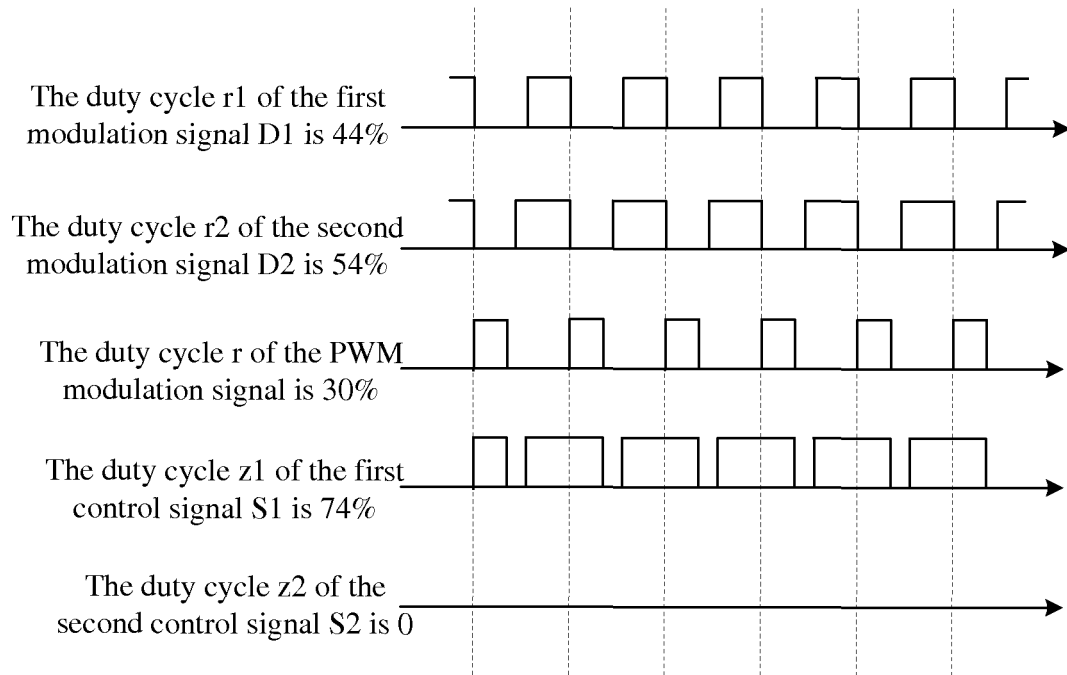 The duty cycle r1 of the first
modulation signal D1 is 44%
The duty cycle r2 of the second
modulation signal D2 is 54%
The duty cycle r of the PWM
modulation signal is 30%
The duty cycle z1 of the first
control signal S1 is 74%
The duty cycle z2 of the
second control signal S2 is 0